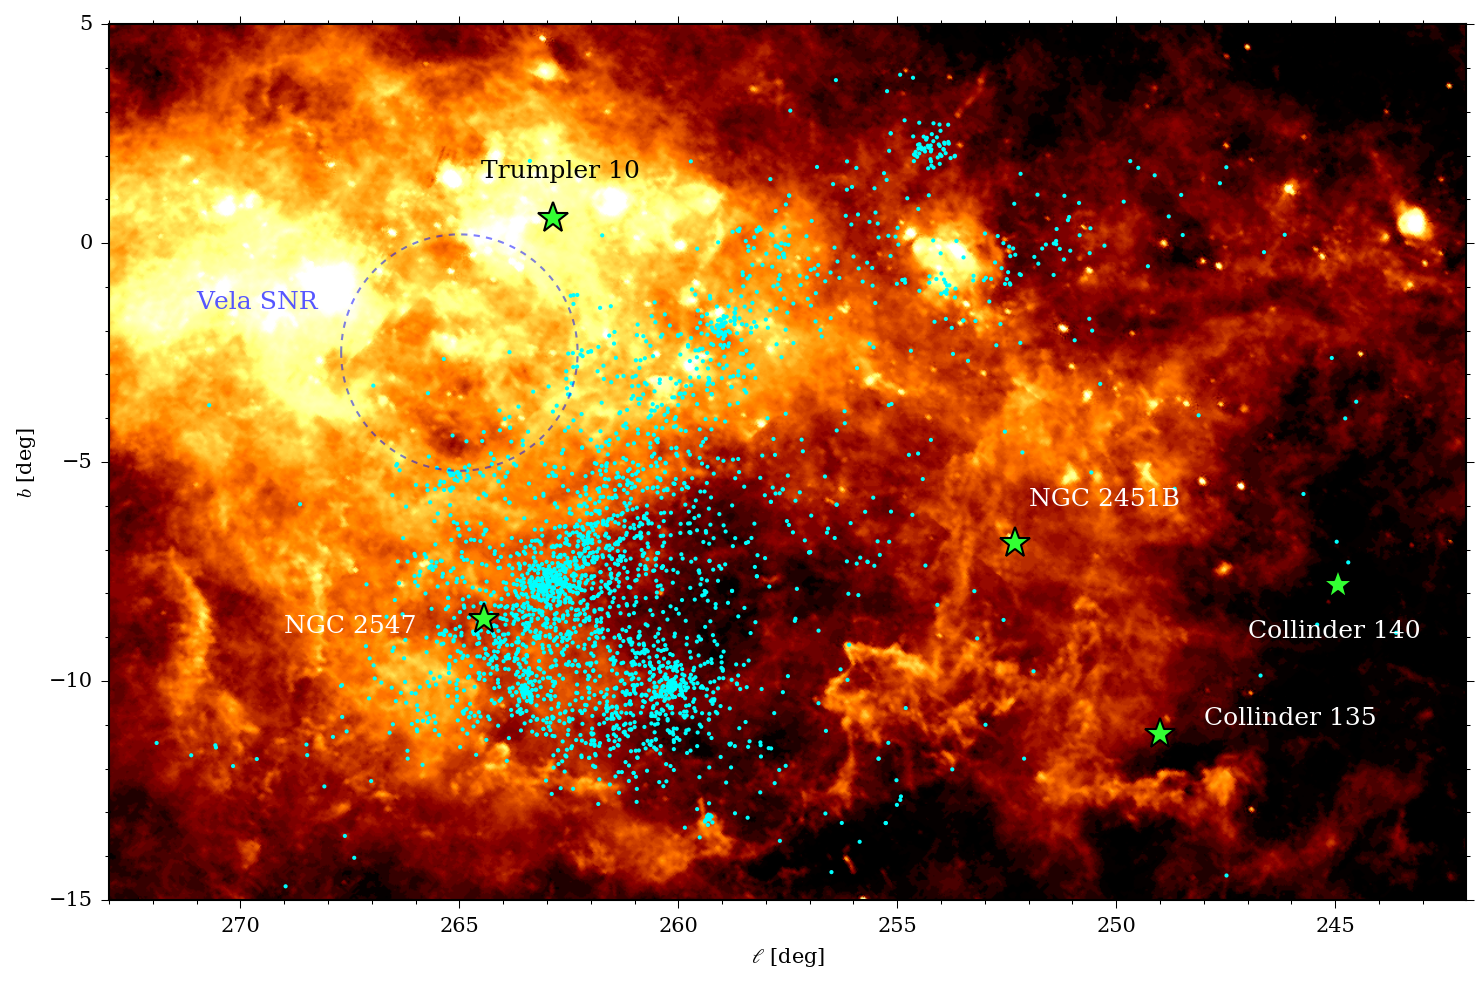 5
Trumpler 10
0
Vela SNR
b [deg]
−5
NGC 2451B
NGC 2547
Collinder 140
−10
Collinder 135
−15
270
265
260
255
250
245
ℓ [deg]